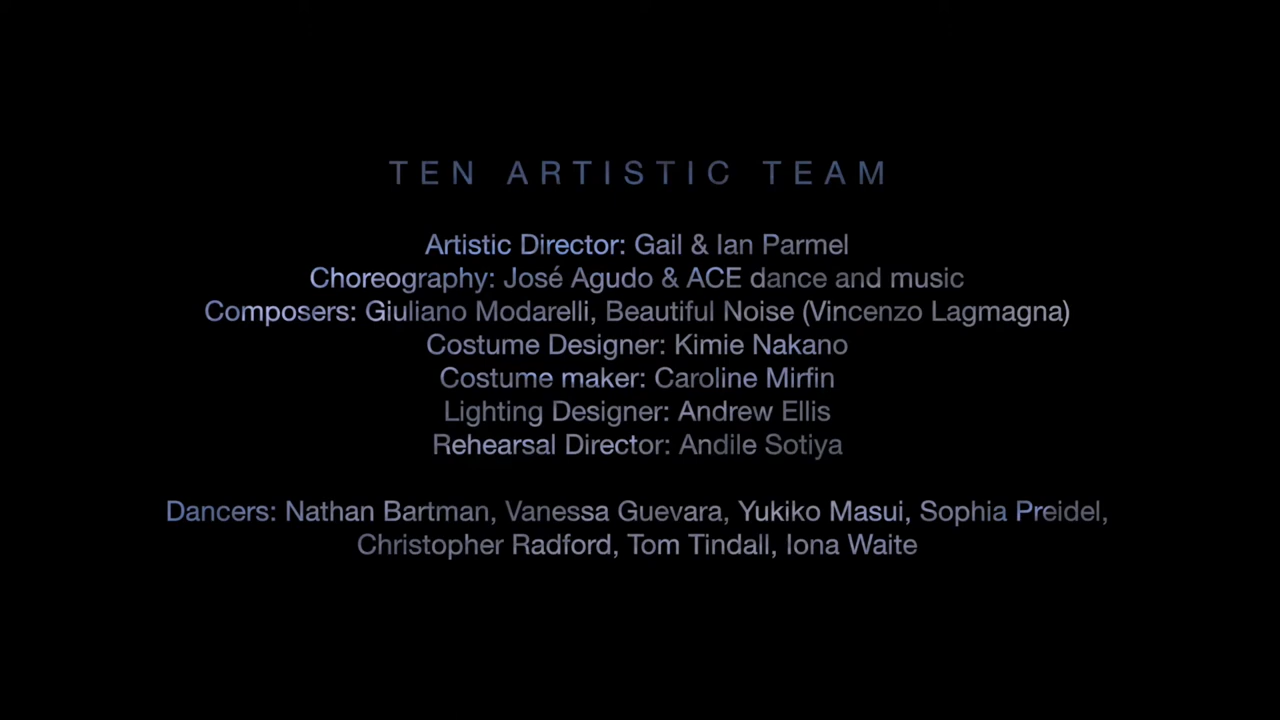 TEN ARTISTIC TEAM
Artistic Director: Gail & Ian Parmel
Choreography: José Agudo & ACE dance and music
Composers: Giuliano Modarelli, Beautiful Noise (Vincenzo Lagmagna)
Costume Designer: Kimie Nakano
Costume maker: Caroline Mirfin
Lighting Designer: Andrew Ellis
Rehearsal Director: Andile Sotiya
Dancers: Nathan Bartman, Vanessa Guevara, Yukiko Masui, Sophia Preidel,
Christopher Radford, Tom Tindall, Iona Waite